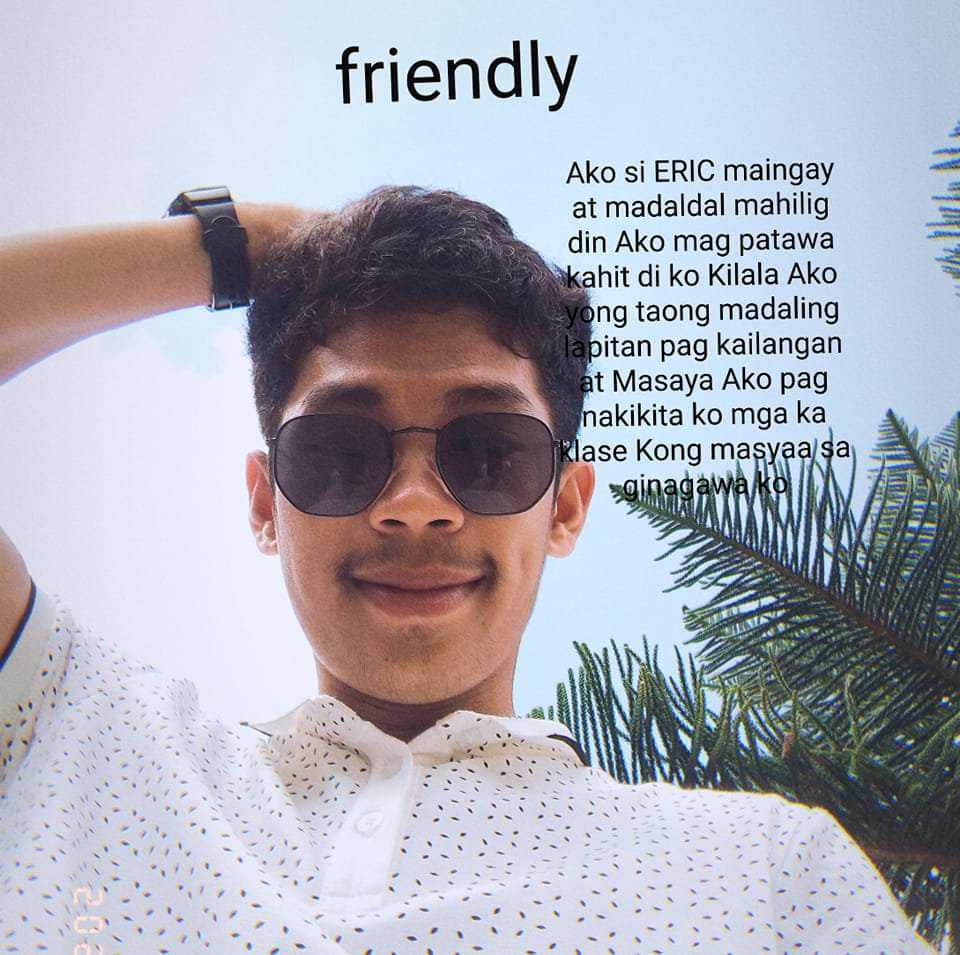 friendly
Ako si ERIC maingay
at madaldal mahilig
din Ako mag patawa
kahit di ko Kilala Ako
yong taong madaling
lapitan pag kailangan
at Masaya Ako pag
nakikita ko mga ka
klase Kong masyaa sa
ginagawa ko